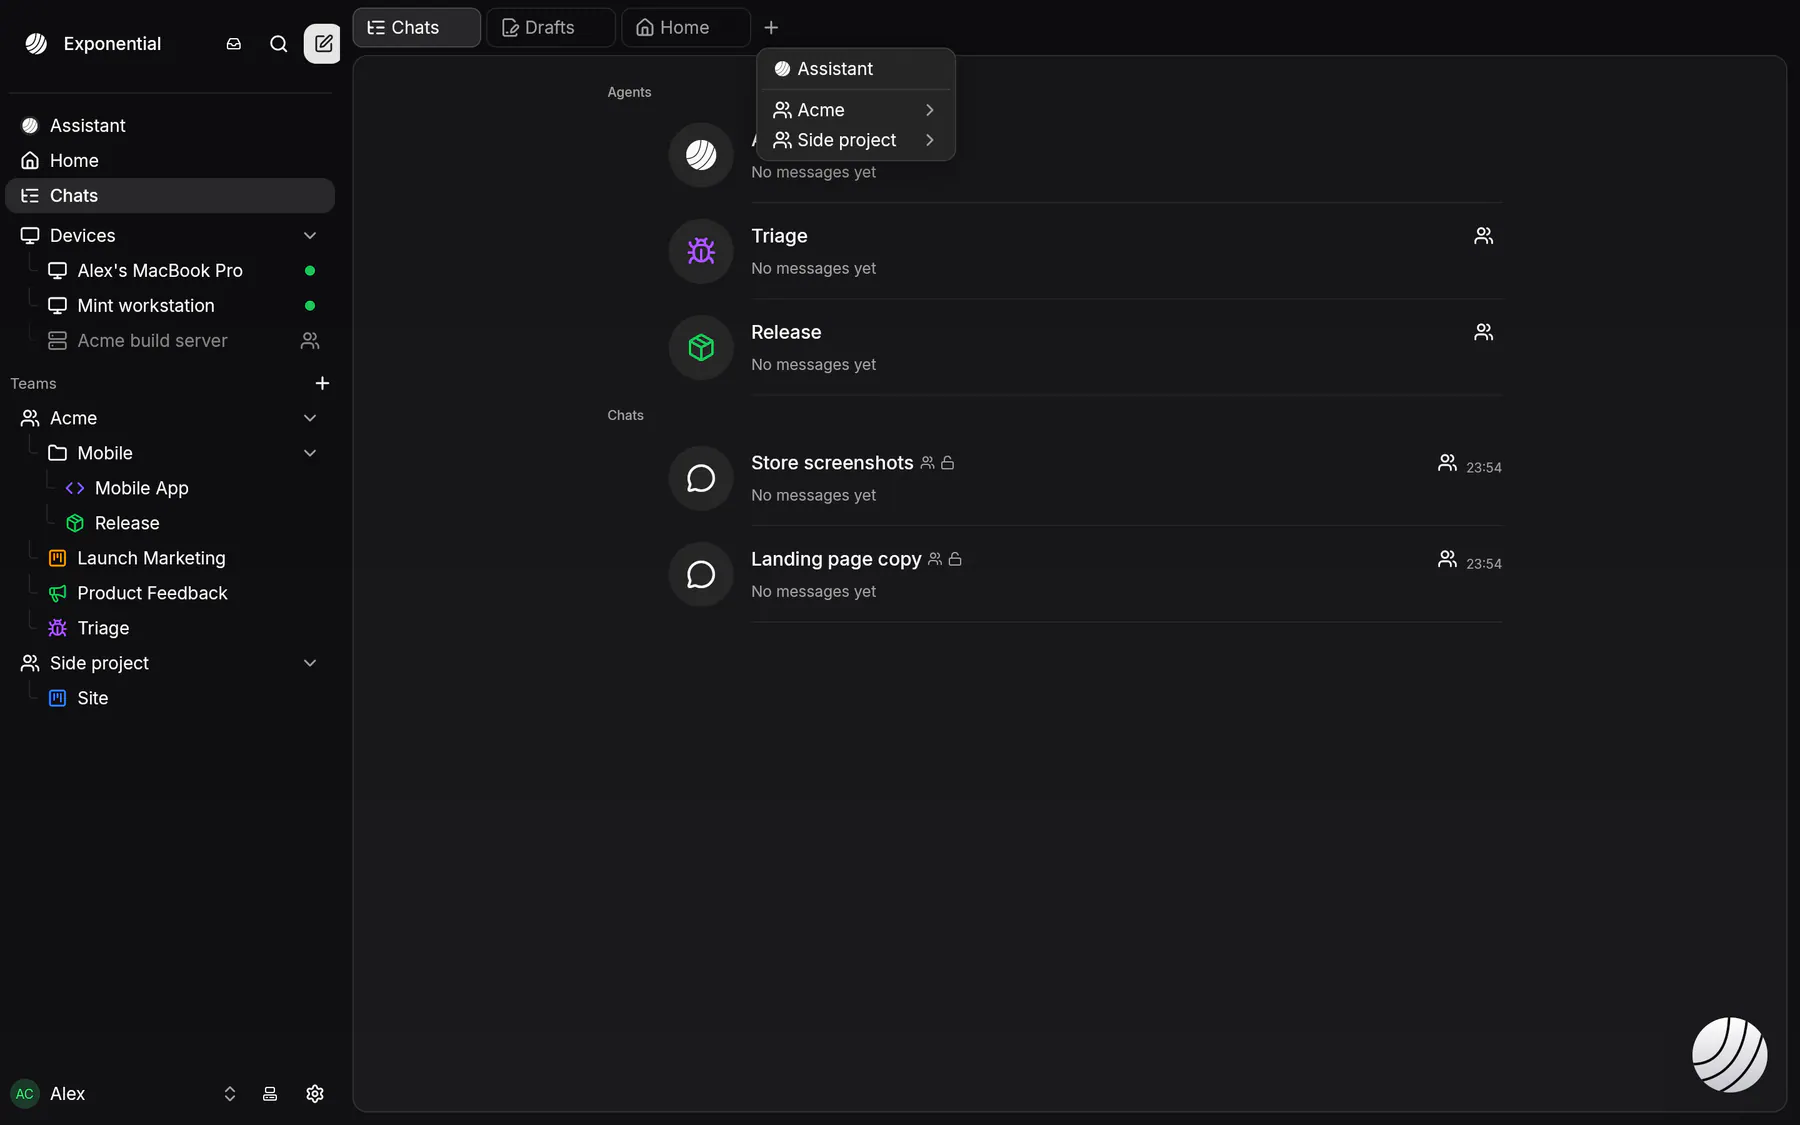 Exponential
Assistant
Home
Chats
Devices
Alex's MacBook Pro
Mint workstation
Acme build server
Teams
Acme
Mobile
Mobile App
Release
Launch Marketing
Product Feedback
Triage
Side project
Site
AC Alex
Chats
Drafts
Home
Assistant
Acme
Side project
Agents
No messages yet
Triage
No messages yet
Release
No messages yet
Chats
Store screenshots
23:54
No messages yet
Landing page copy
23:54
No messages yet